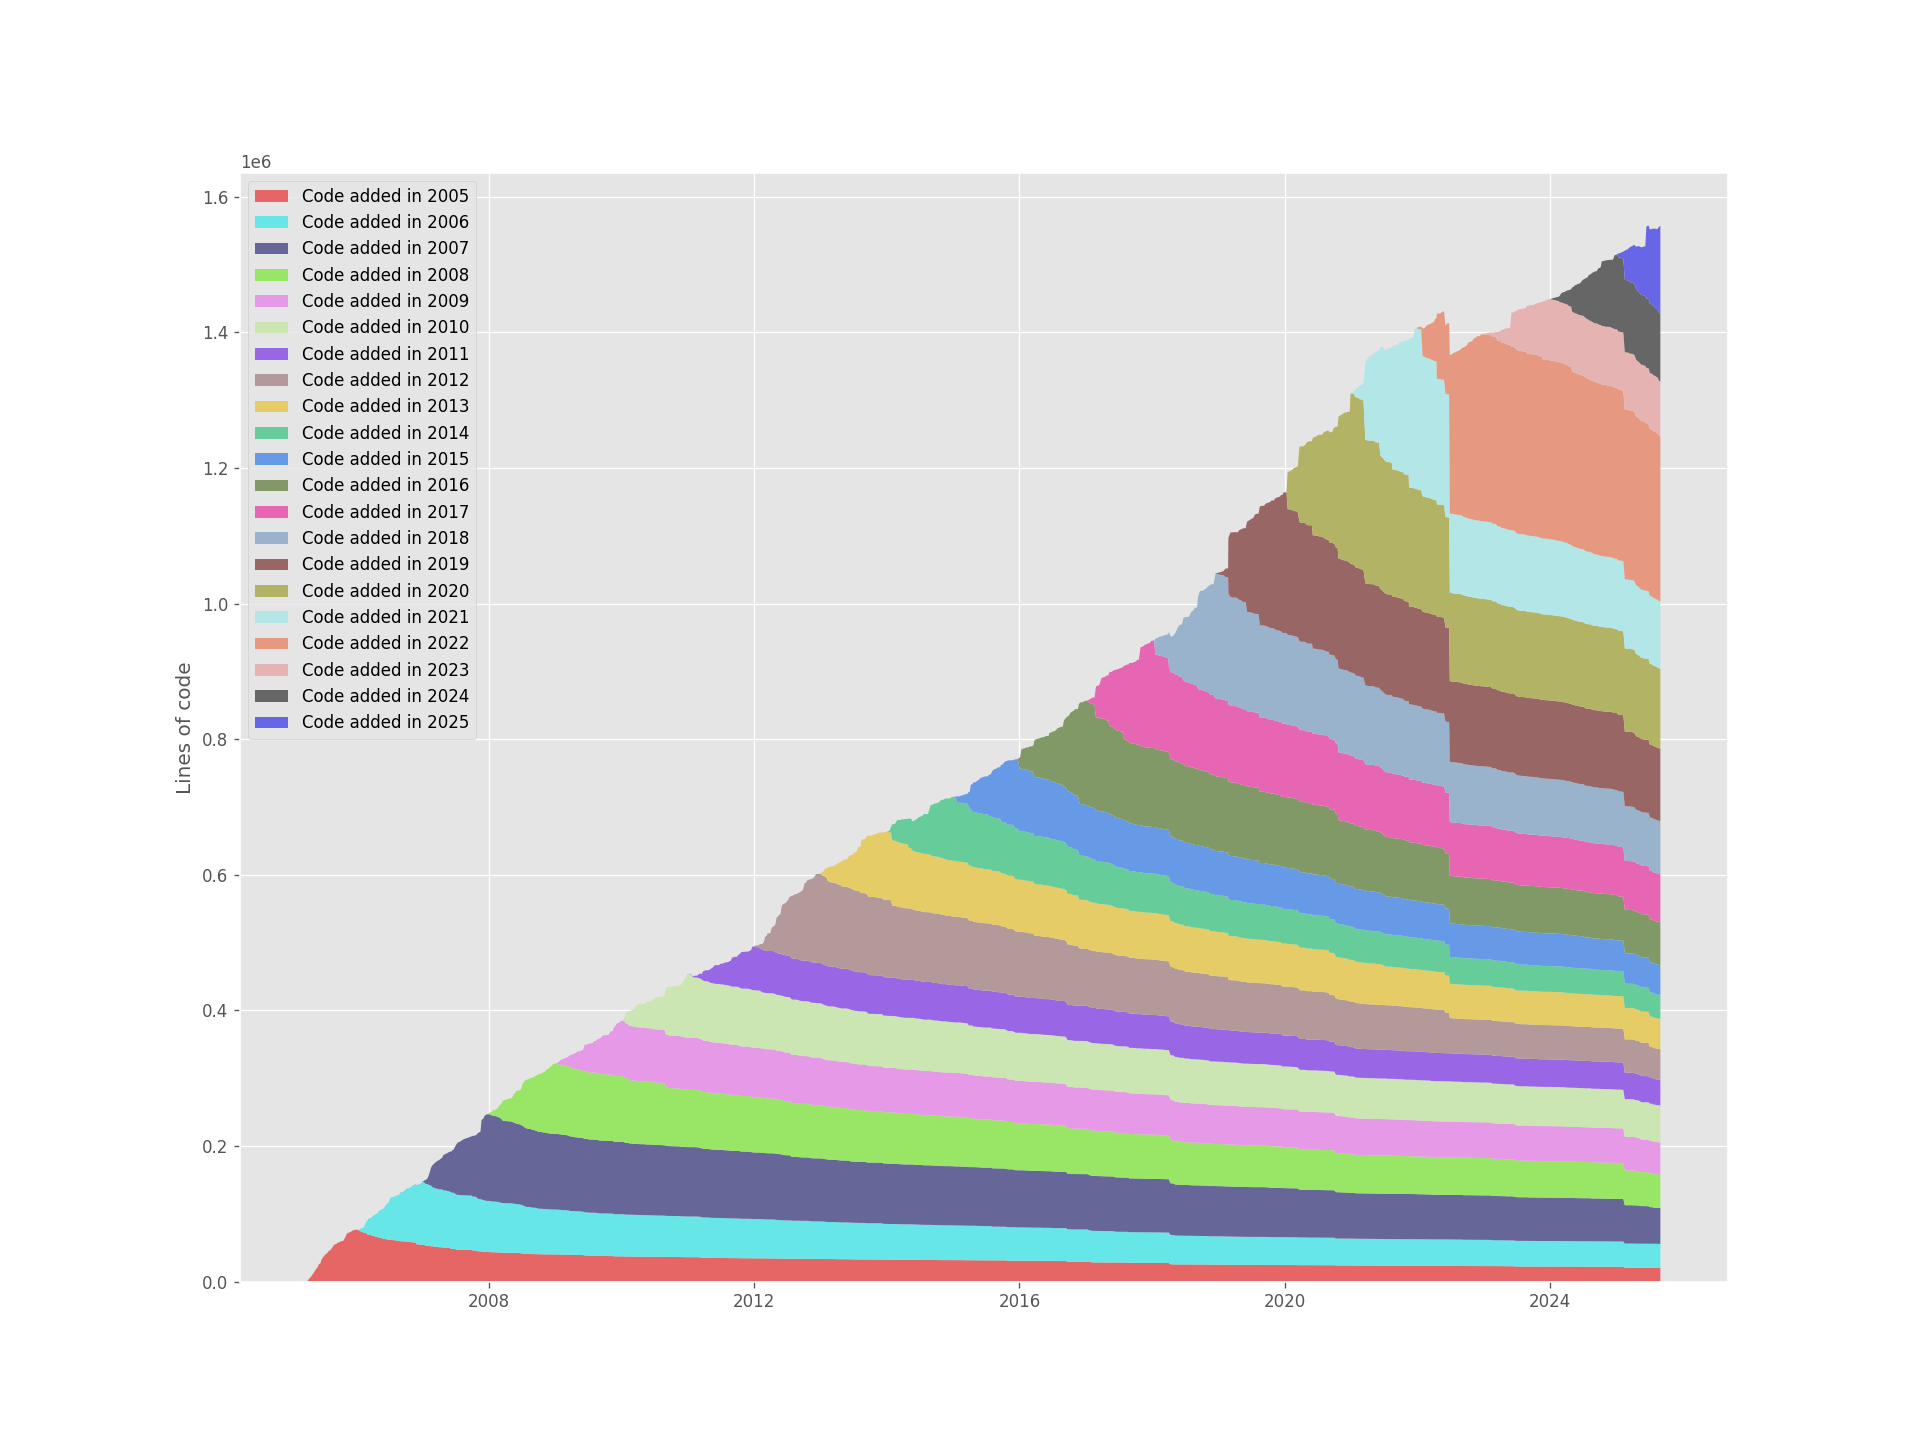 1e6
1.6
1.4
1.2
1.0
0.8
0.6
0.4
0.2
0.0
Lines of code
Code added in 2005
Code added in 2006
Code added in 2007
Code added in 2008
Code added in 2009
Code added in 2010
Code added in 2011
Code added in 2012
Code added in 2013
Code added in 2014
Code added in 2015
Code added in 2016
Code added in 2017
Code added in 2018
Code added in 2019
Code added in 2020
Code added in 2021
Code added in 2022
Code added in 2023
Code added in 2024
Code added in 2025
2008 2012 2016 2020 2024